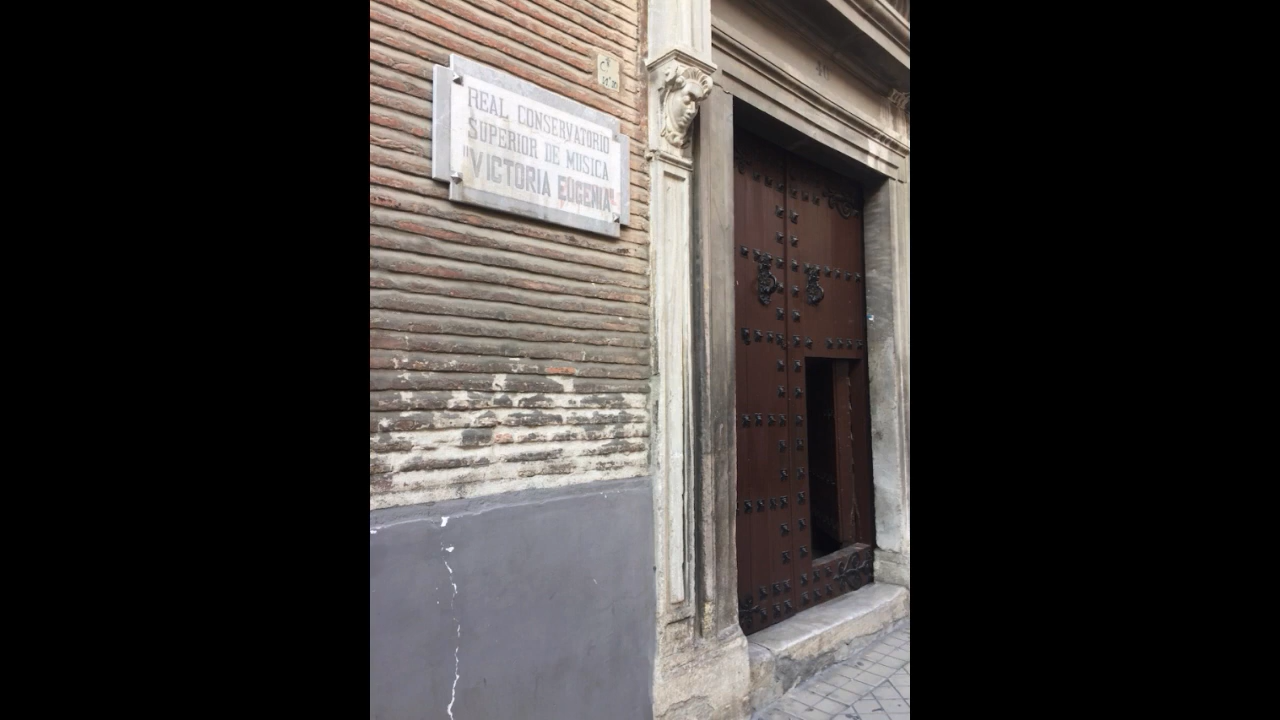 REAL CONSERVATORIO
SUPERIOR DE MUSICA
"VICTORIA EUGENIA"